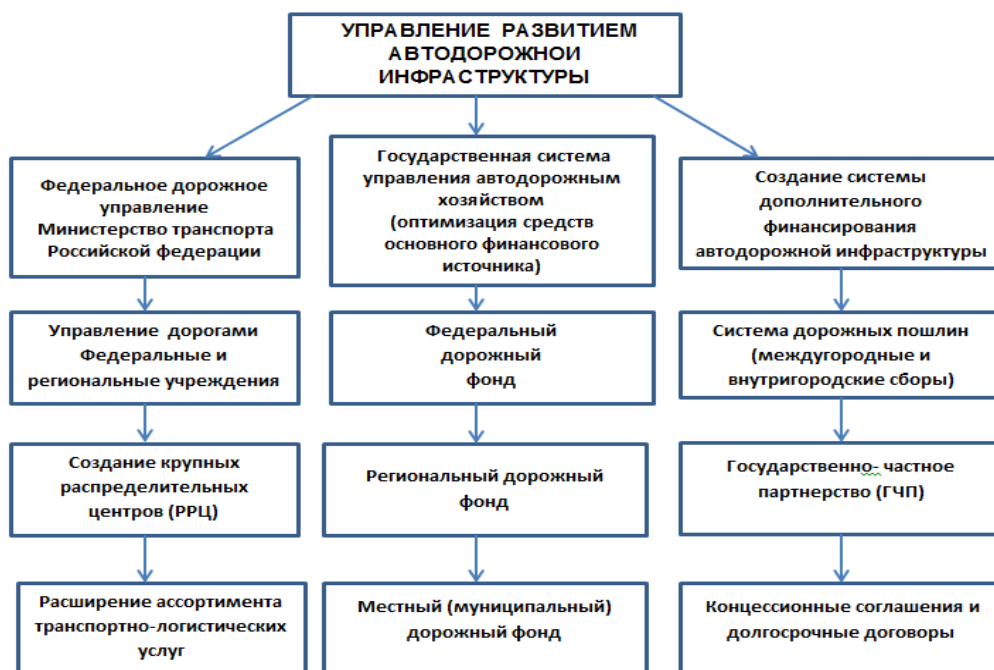 УПРАВЛЕНИЕ РАЗВИТИЕМ
АВТОДОРОЖНОИ
ИНФРАСТРУКТУРЫ
Федеральное дорожное
управление
Министерство транспорта
Российской федерации
Государственная система
управления автодорожным
хозяйством
(оптимизация средств
основного финансового
источника)
Создание системы
дополнительного
финансирования
автодорожной инфраструктуры
Управление дорогами
Федеральные и
региональные учреждения
Федеральный
дорожный
фонд
Система дорожных пошлин
(междугородные и
внутригородские сборы)
Создание крупных
распределительных
центров (РРЦ)
Региональный дорожный
фонд
Государственно- частное
партнерство (ГЧП)
Расширение ассортимента
транспортно-логистических
услуг
Местный (муниципальный)
дорожный фонд
Концессионные соглашения и
долгосрочные договоры